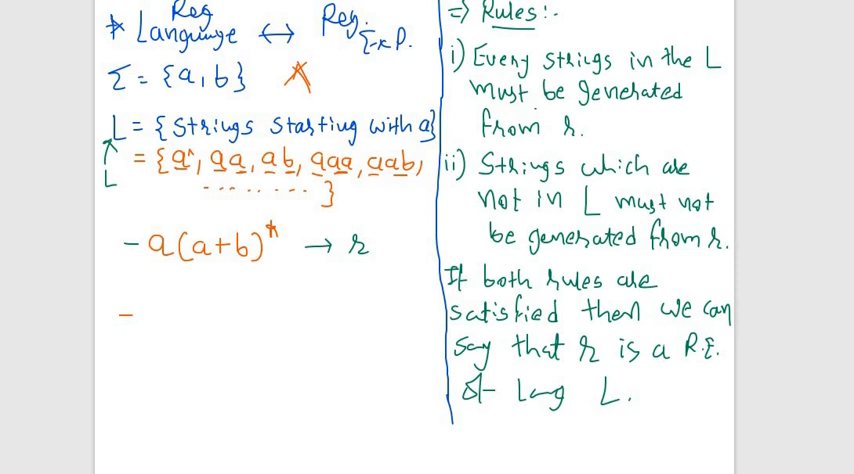 * Reg Language ↔ Reg. Exp.
Σ = {a, b}
L = {Strings starting with a}
= {a, aa, ab, aaa, aab,
.........}
L
- a(a+b)* → r
-
⇒ Rules:-
i) Every strings in the L
must be generated
from r.
ii) Strings which are
not in L must not
be generated from r.
If both rules are
satisfied then we can
say that r is a R.E.
of lang L.